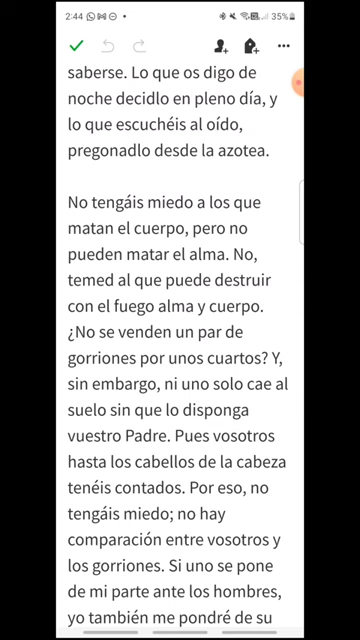 2:44
35%
saberse. Lo que os digo de
noche decidlo en pleno día, y
lo que escuchéis al oído,
pregonadlo desde la azotea.
No tengáis miedo a los que
matan el cuerpo, pero no
pueden matar el alma. No,
temed al que puede destruir
con el fuego alma y cuerpo.
¿No se venden un par de
gorriones por unos cuartos? Y,
sin embargo, ni uno solo cae al
suelo sin que lo disponga
vuestro Padre. Pues vosotros
hasta los cabellos de la cabeza
tenéis contados. Por eso, no
tengáis miedo; no hay
comparación entre vosotros y
los gorriones. Si uno se pone
de mi parte ante los hombres,
yo también me pondré de su